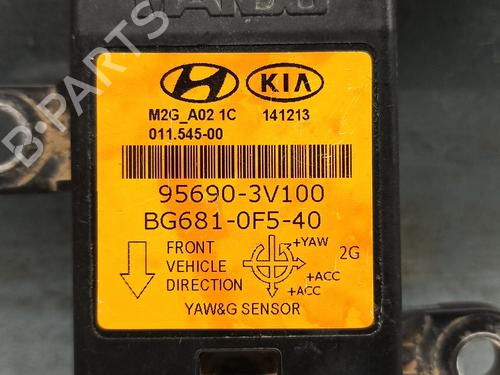 MANDO
KIA
M2G_A02 1C 141213
011.545-00
95690-3V100
BG681-0F5-40
FRONT
VEHICLE
DIRECTION
+YAW
2G
+ACC
+ACC
YAW&G SENSOR
B-PARTS